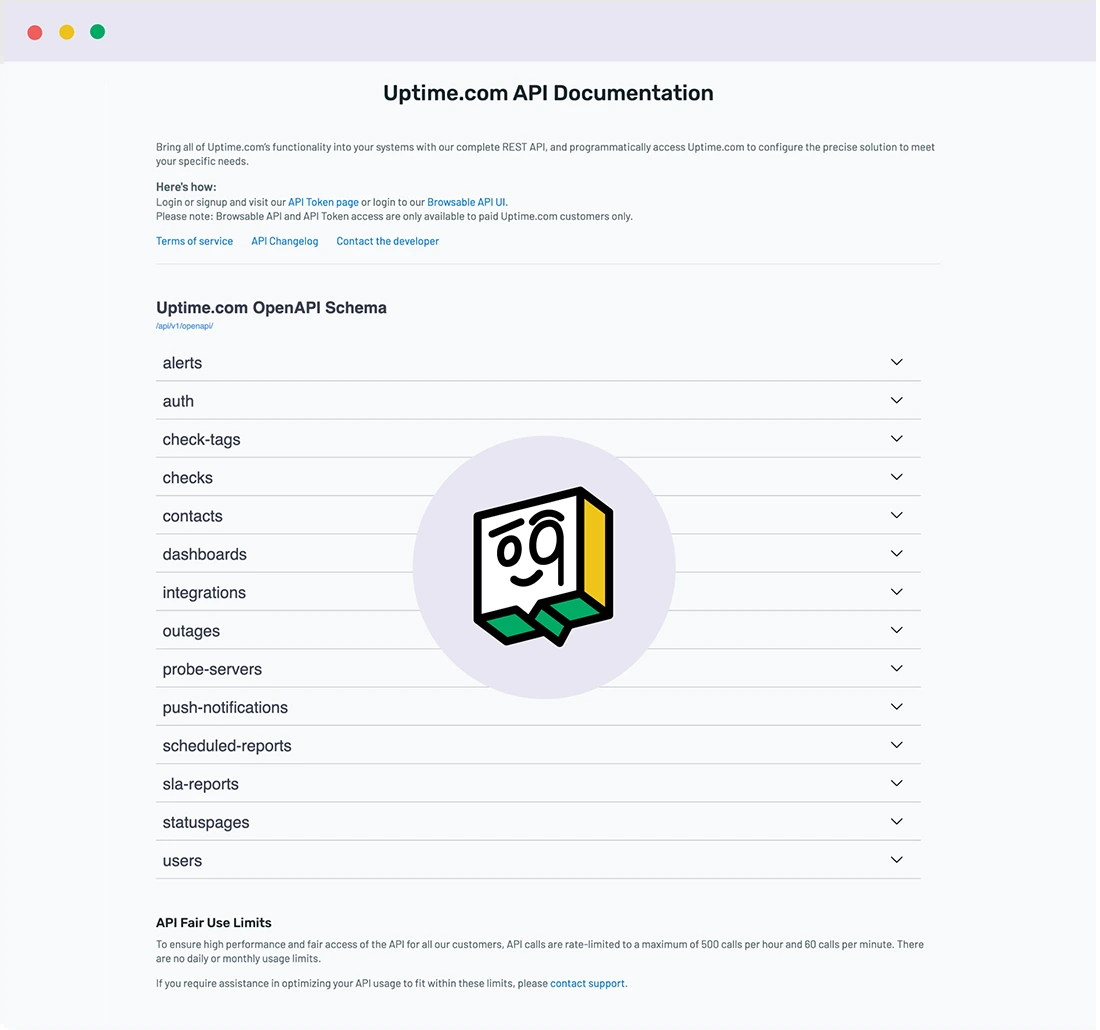 Uptime.com API Documentation
Bring all of Uptime.com's functionality into your systems with our complete REST API, and programmatically access Uptime.com to configure the precise solution to meet
your specific needs.
Here's how:
Login or signup and visit our API Token page or login to our Browsable API UI.
Please note: Browsable API and API Token access are only available to paid Uptime.com customers only.
Terms of service API Changelog Contact the developer
Uptime.com OpenAPI Schema
/api/v1/openapi/
alerts
auth
check-tags
checks
contacts
dashboards
integrations
outages
probe-servers
push-notifications
scheduled-reports
sla-reports
statuspages
users
API Fair Use Limits
To ensure high performance and fair access of the API for all our customers, API calls are rate-limited to a maximum of 500 calls per hour and 60 calls per minute. There
are no daily or monthly usage limits.
If you require assistance in optimizing your API usage to fit within these limits, please contact support.